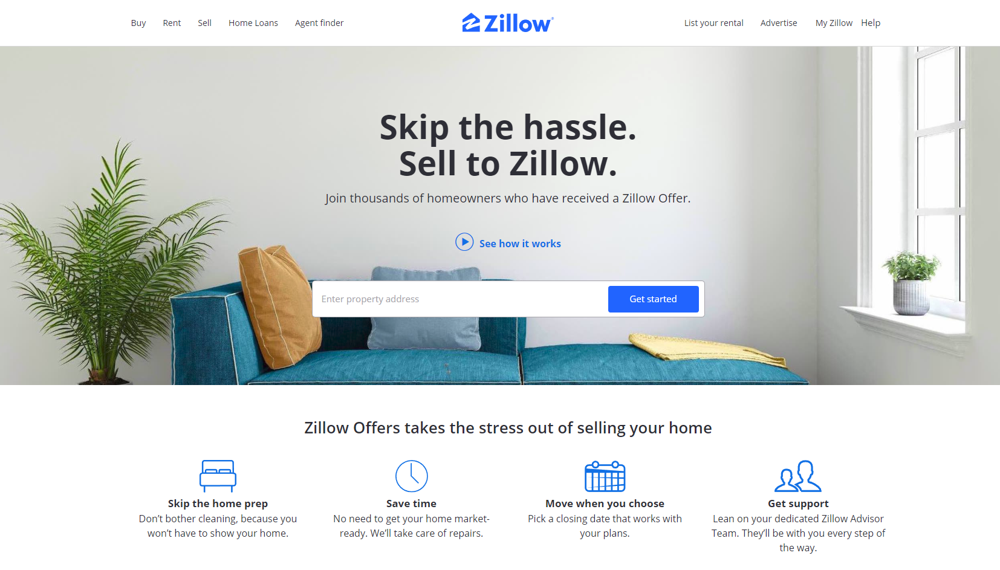 Buy Rent Sell Home Loans Agent finder Zillow® List your rental Advertise My Zillow Help
Skip the hassle.
Sell to Zillow.
Join thousands of homeowners who have received a Zillow Offer.
See how it works
Enter property address Get started
Zillow Offers takes the stress out of selling your home
Skip the home prep
Don’t bother cleaning, because you
won’t have to show your home.
Save time
No need to get your home market-
ready. We’ll take care of repairs.
Move when you choose
Pick a closing date that works with
your plans.
Get support
Lean on your dedicated Zillow Advisor
Team. They’ll be with you every step of
the way.